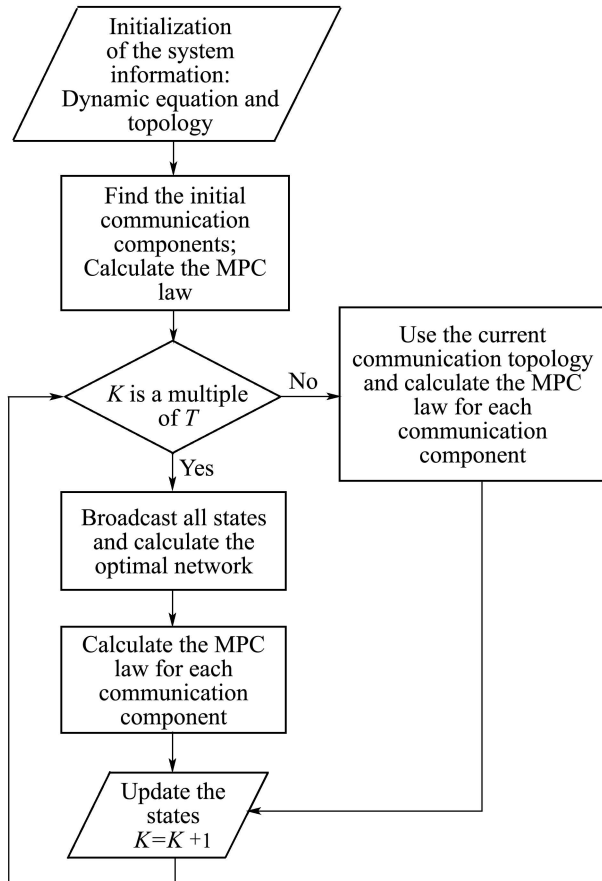 Initialization
of the system
information:
Dynamic equation and
topology
Find the initial
communication
components;
Calculate the MPC
law
K is a multiple
of T
No
Yes
Use the current
communication topology
and calculate the MPC
law for each
communication
component
Broadcast all states
and calculate the
optimal network
Calculate the MPC
law for each
communication
component
Update the
states
K=K+1